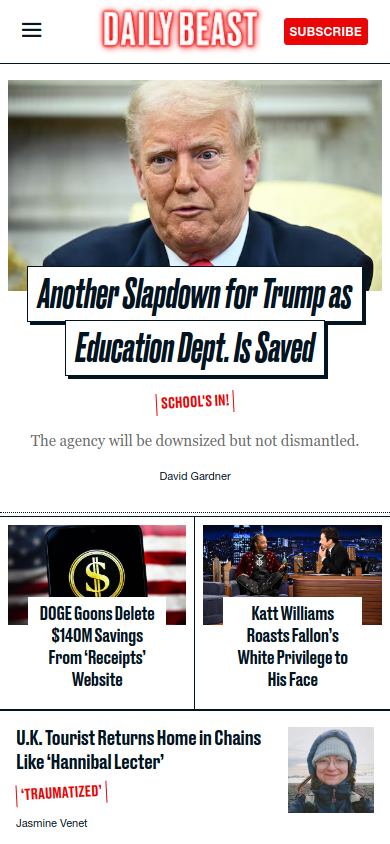 DAILY BEAST
SUBSCRIBE
Another Slapdown for Trump as
Education Dept. Is Saved
SCHOOL'S IN!
The agency will be downsized but not dismantled.
David Gardner
$
DOGE Goons Delete
$140M Savings
From ‘Receipts’
Website
Katt Williams
Roasts Fallon’s
White Privilege to
His Face
U.K. Tourist Returns Home in Chains
Like ‘Hannibal Lecter’
‘TRAUMATIZED’
Jasmine Venet